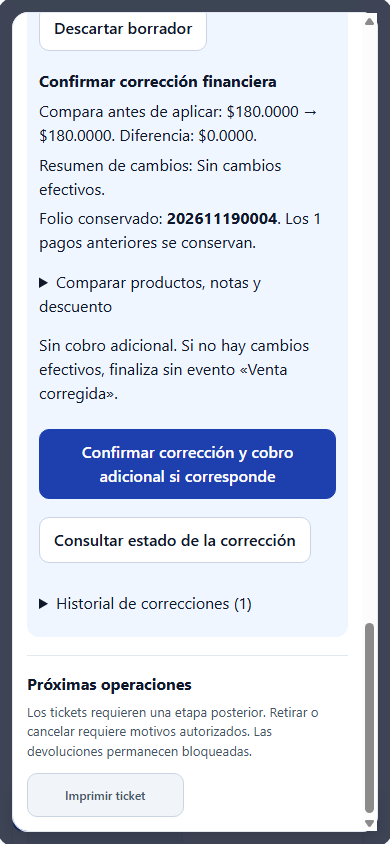 Descartar borrador
Confirmar corrección financiera
Compara antes de aplicar: $180.0000 →
$180.0000. Diferencia: $0.0000.
Resumen de cambios: Sin cambios
efectivos.
Folio conservado: 202611190004. Los 1
pagos anteriores se conservan.
▶ Comparar productos, notas y
descuento
Sin cobro adicional. Si no hay cambios
efectivos, finaliza sin evento «Venta
corregida».
Confirmar corrección y cobro
adicional si corresponde
Consultar estado de la corrección
▶ Historial de correcciones (1)
Próximas operaciones
Los tickets requieren una etapa posterior. Retirar o
cancelar requiere motivos autorizados. Las
devoluciones permanecen bloqueadas.
Imprimir ticket